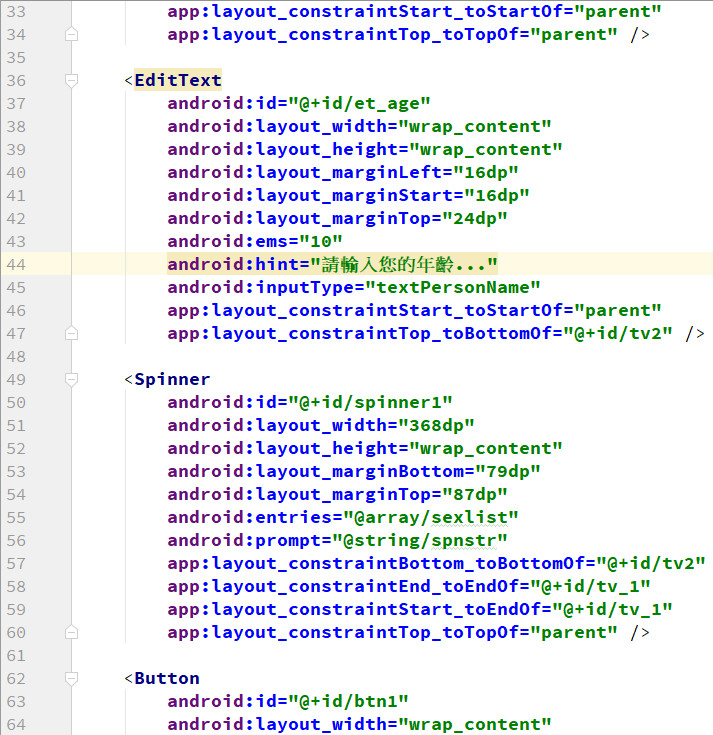 33 app:layout_constraintStart_toStartOf="parent"
34 app:layout_constraintTop_toTopOf="parent" />
35
36 <EditText
37 android:id="@+id/et_age"
38 android:layout_width="wrap_content"
39 android:layout_height="wrap_content"
40 android:layout_marginLeft="16dp"
41 android:layout_marginStart="16dp"
42 android:layout_marginTop="24dp"
43 android:ems="10"
44 android:hint="請輸入您的年齡..."
45 android:inputType="textPersonName"
46 app:layout_constraintStart_toStartOf="parent"
47 app:layout_constraintTop_toBottomOf="@+id/tv2" />
48
49 <Spinner
50 android:id="@+id/spinner1"
51 android:layout_width="368dp"
52 android:layout_height="wrap_content"
53 android:layout_marginBottom="79dp"
54 android:layout_marginTop="87dp"
55 android:entries="@array/sexlist"
56 android:prompt="@string/spnstr"
57 app:layout_constraintBottom_toBottomOf="@+id/tv2"
58 app:layout_constraintEnd_toEndOf="@+id/tv_1"
59 app:layout_constraintStart_toEndOf="@+id/tv_1"
60 app:layout_constraintTop_toTopOf="parent" />
61
62 <Button
63 android:id="@+id/btn1"
64 android:layout_width="wrap_content"